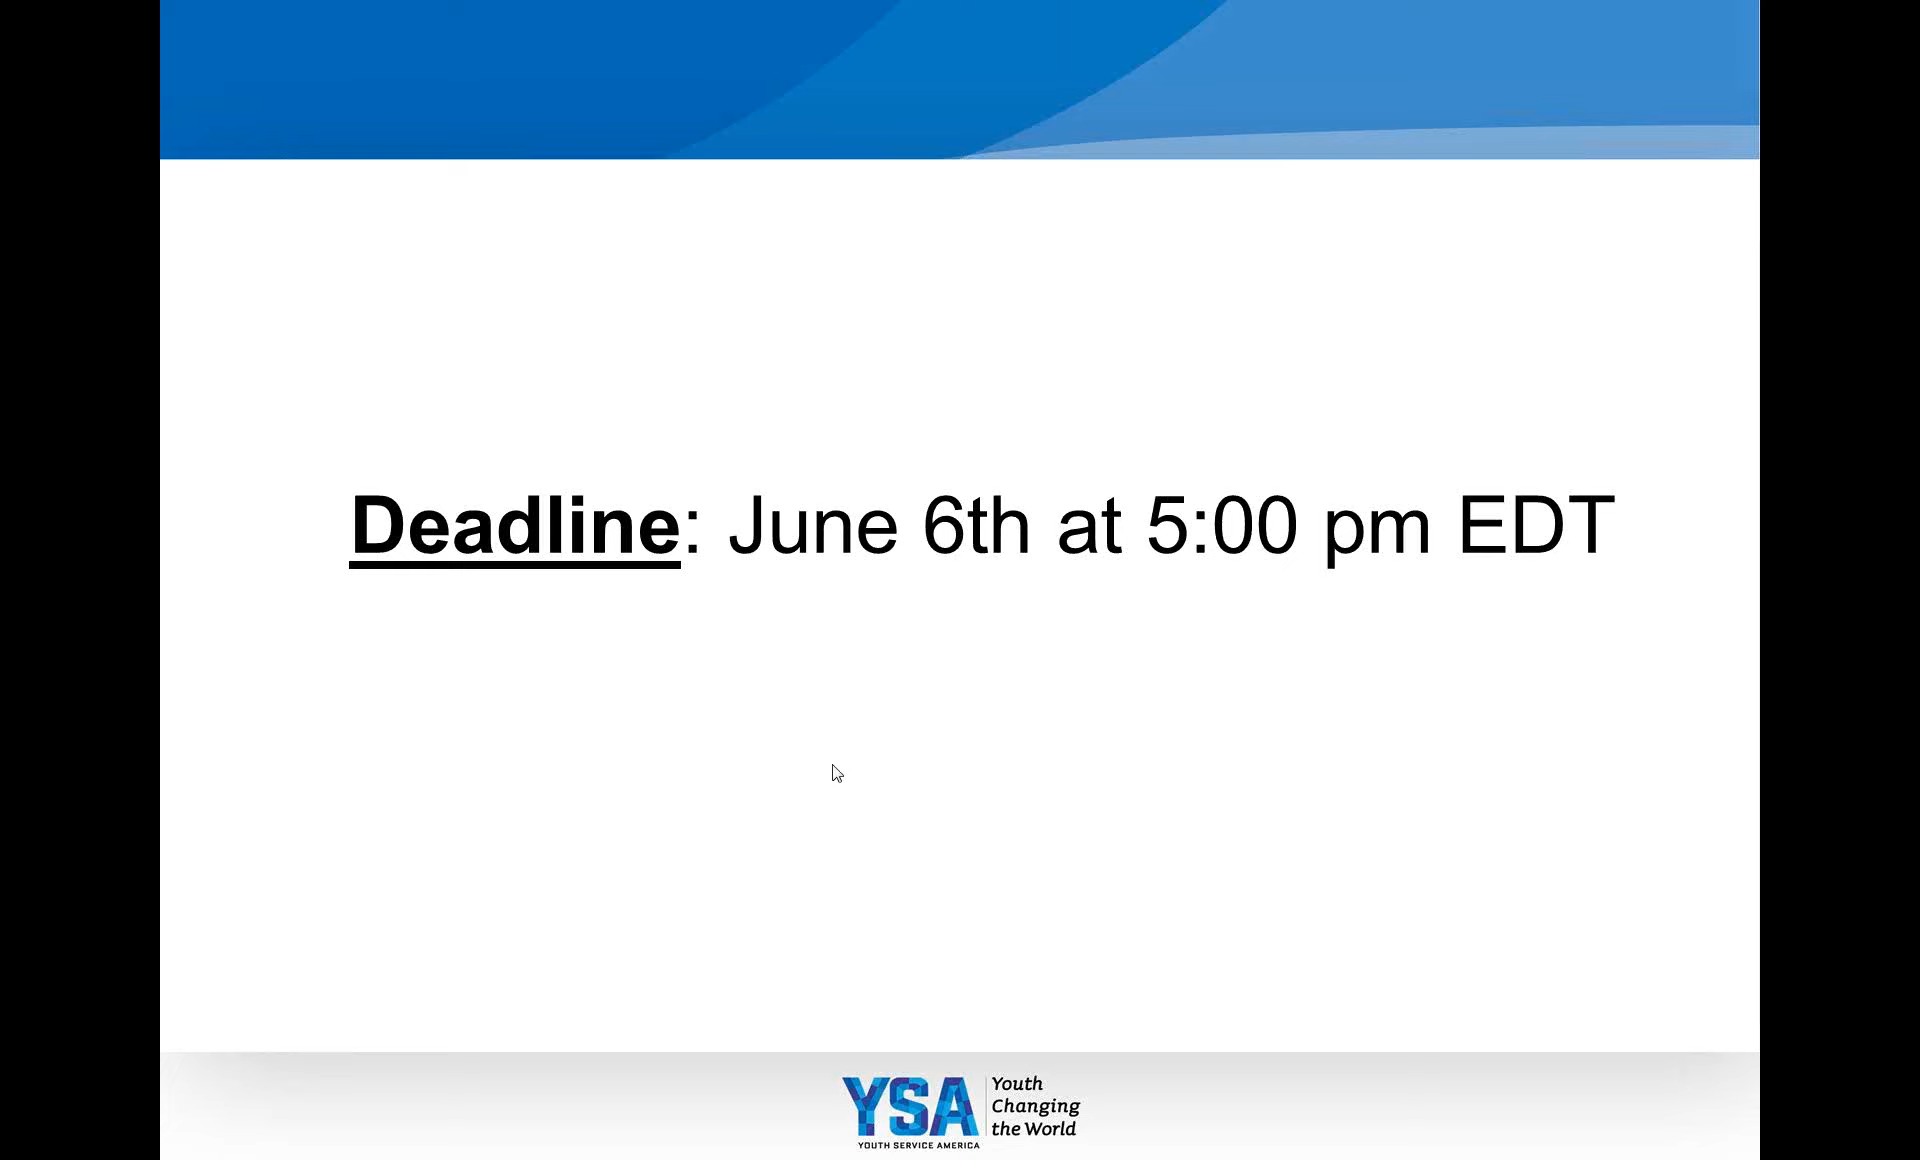 Deadline: June 6th at 5:00 pm EDT
YSA
YOUTH SERVICE AMERICA
Youth
Changing
the World